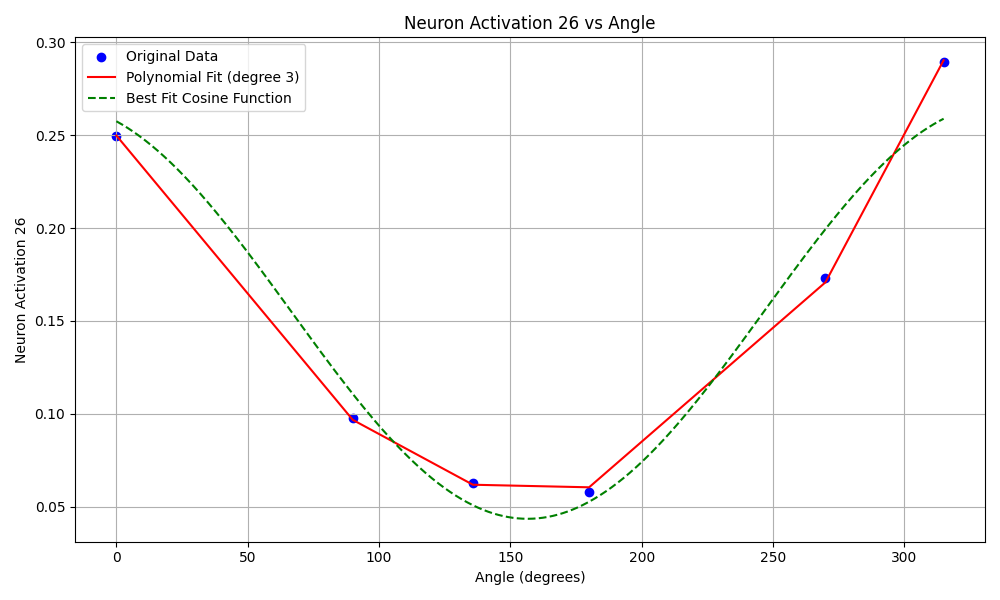 Neuron Activation 26 vs Angle
Original Data
Polynomial Fit (degree 3)
Best Fit Cosine Function
Neuron Activation 26
0.30
0.25
0.20
0.15
0.10
0.05
0
50
100
150
200
250
300
Angle (degrees)